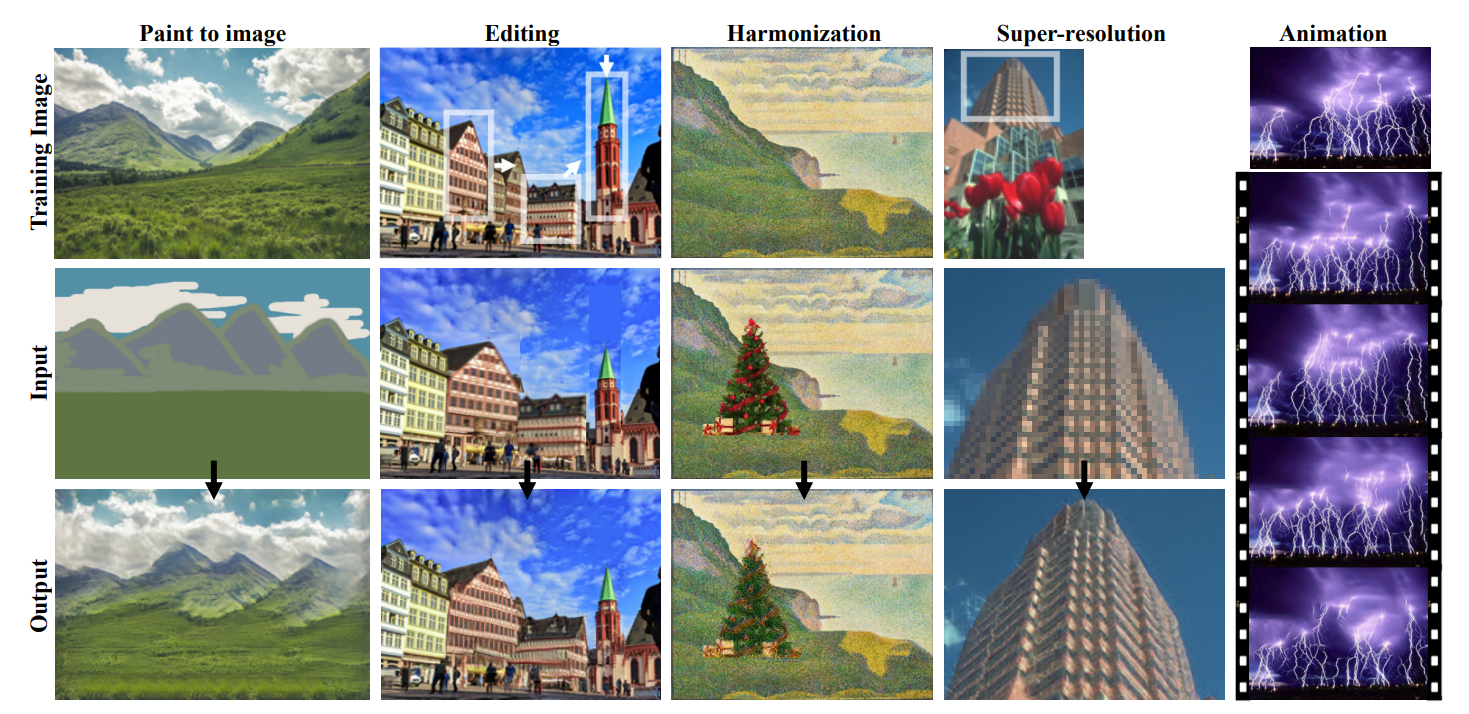 Paint to image
Editing
Harmonization
Super-resolution
Animation
Training Image
Input
Output